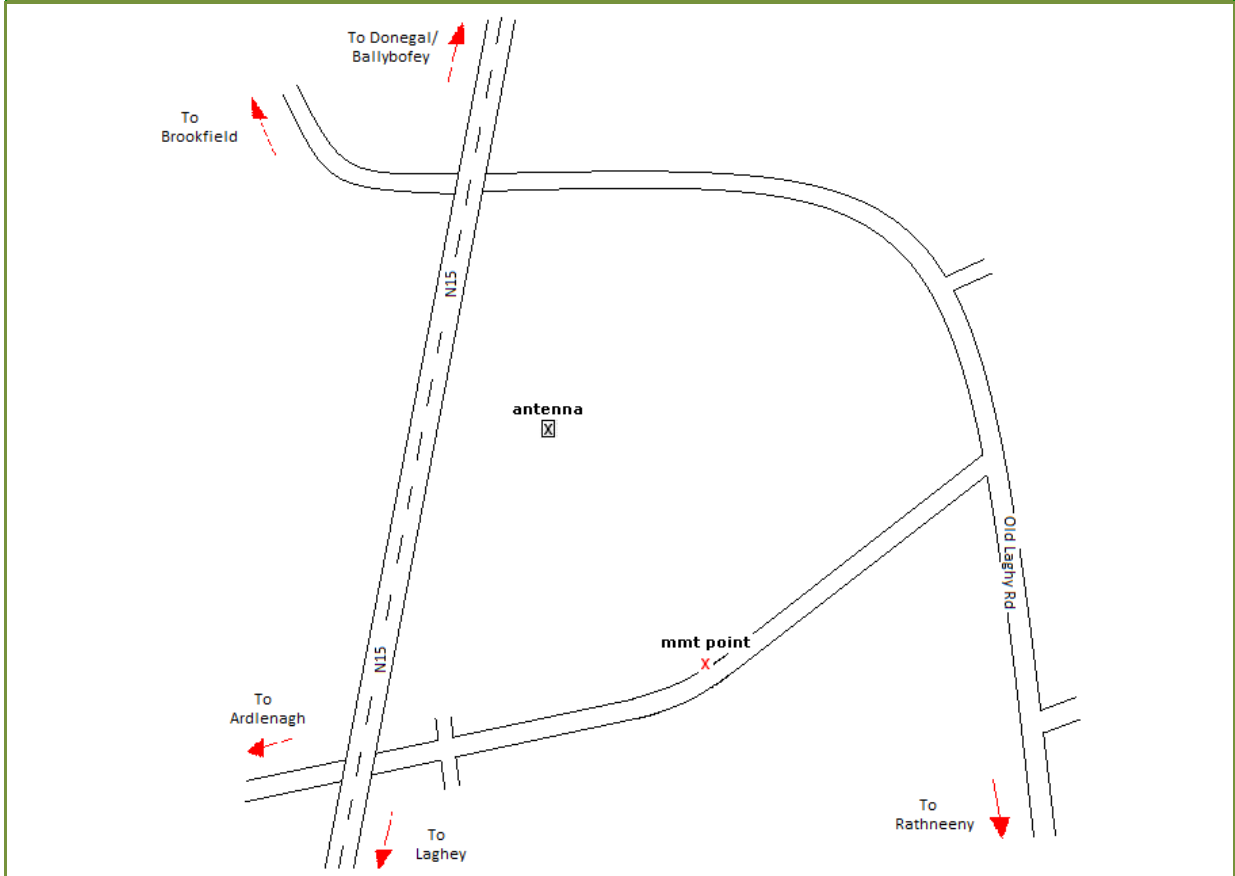 To Donegal/
Ballybofey
To
Brookfield
N15
antenna
X
Old Laghy Rd
mmt point
X
N15
To
Ardlenagh
To
Rathneeny
To
Laghey